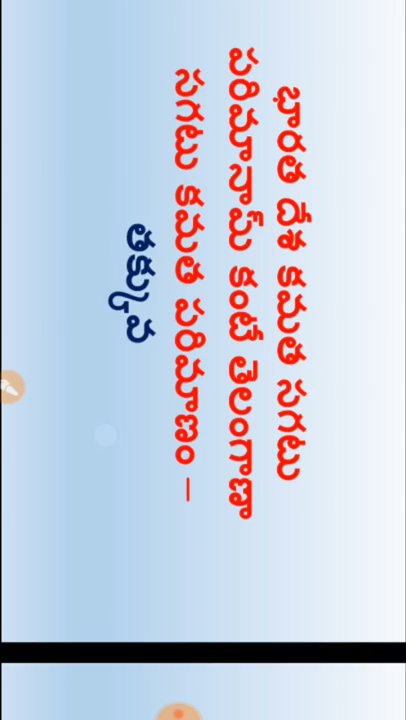 భారత దేశ కమత సగటు
పరిమానామ్ కంటే తెలంగాణా
సగటు కమత పరిమాణం –
తక్కువ